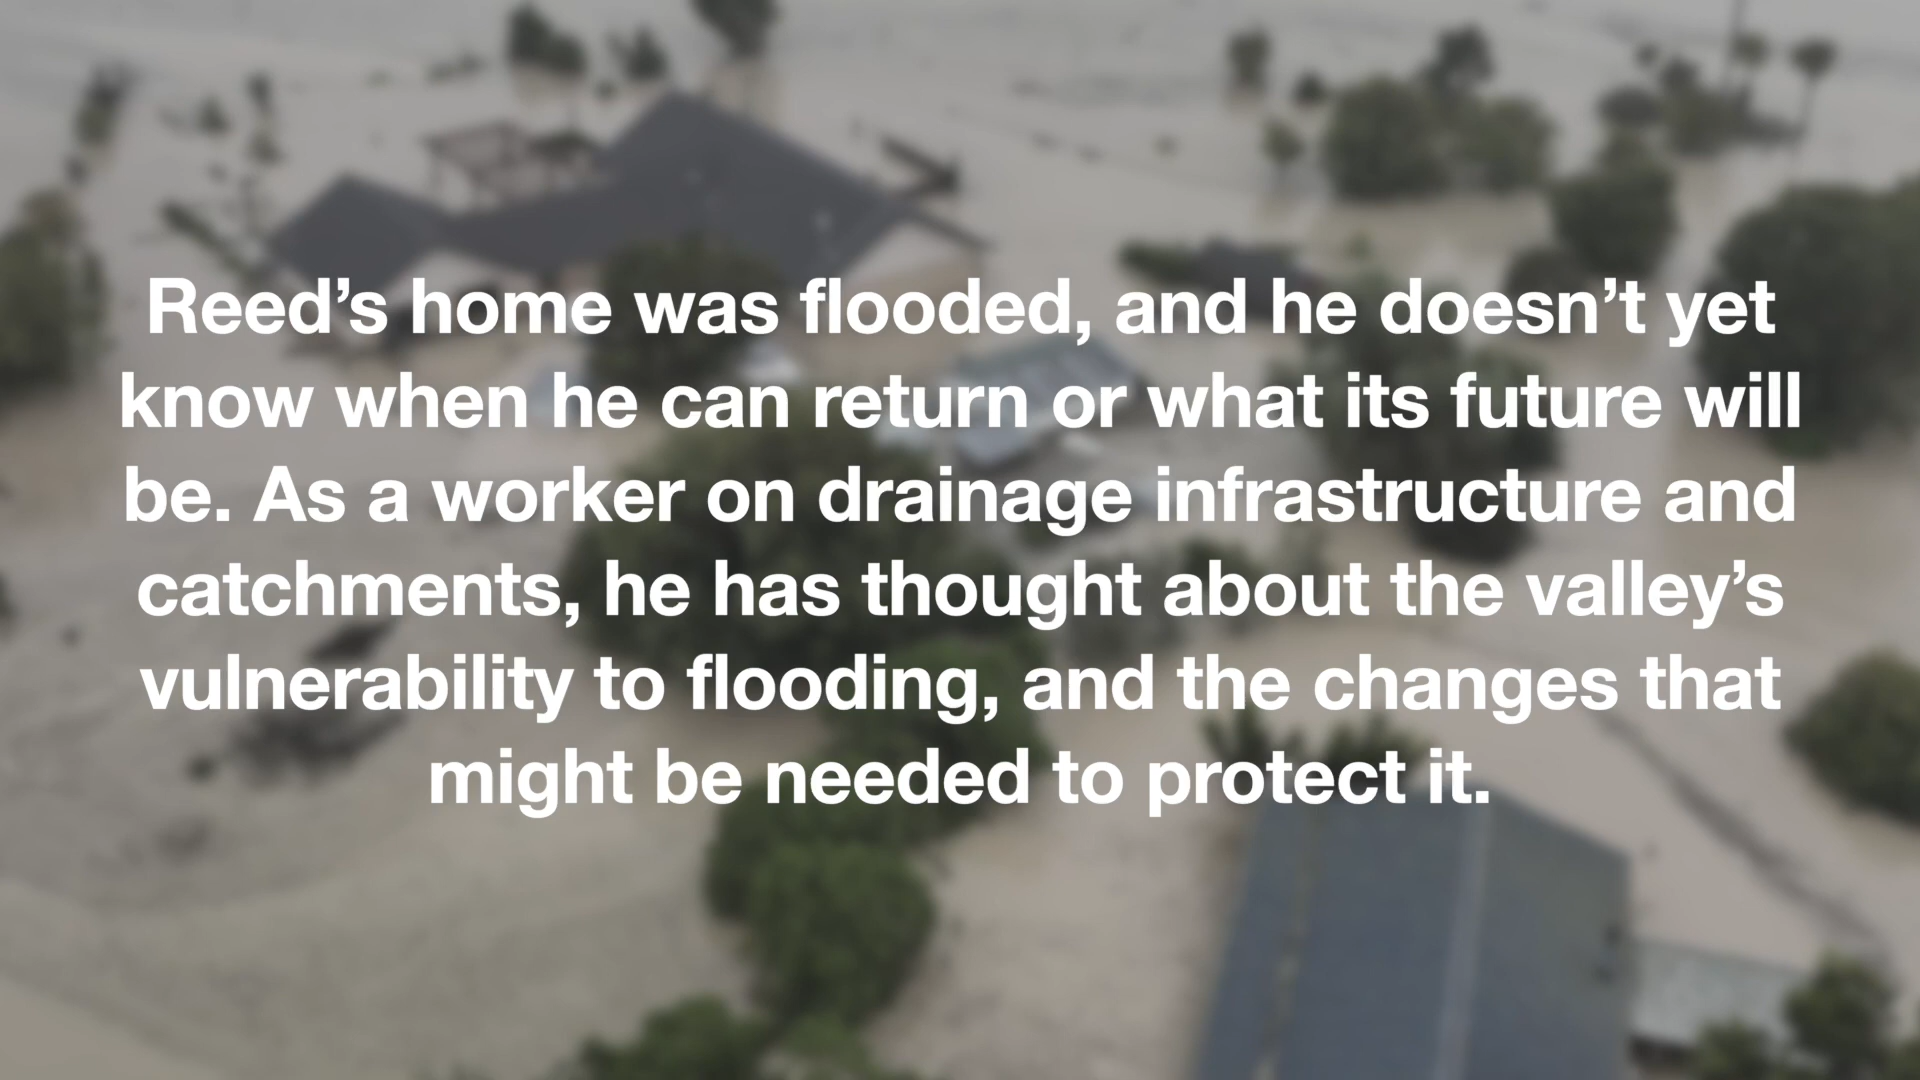 Reed’s home was flooded, and he doesn’t yet
know when he can return or what its future will
be. As a worker on drainage infrastructure and
catchments, he has thought about the valley’s
vulnerability to flooding, and the changes that
might be needed to protect it.